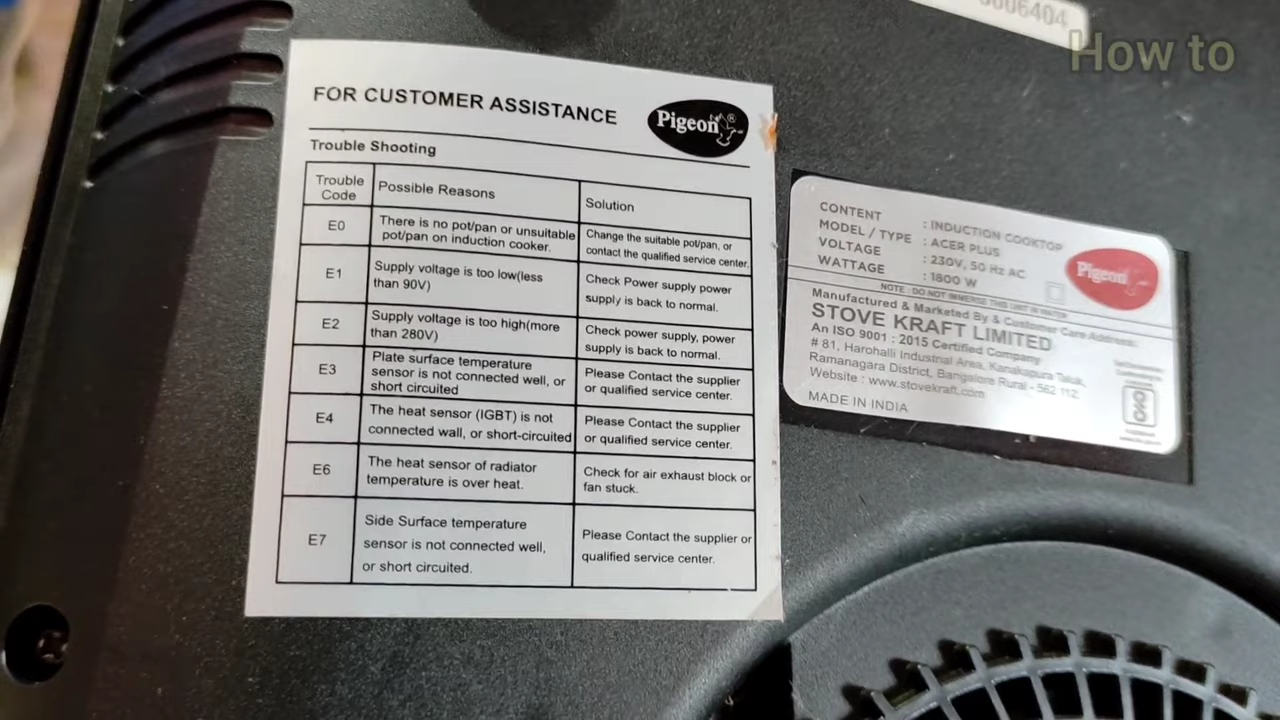 006404
How to
FOR CUSTOMER ASSISTANCE
Pigeon®
Trouble Shooting
Trouble
Code
Possible Reasons
Solution
E0
There is no pot/pan or unsuitable
pot/pan on induction cooker.
Change the suitable pot/pan, or
contact the qualified service center.
E1
Supply voltage is too low(less
than 90V)
Check Power supply power
supply is back to normal.
E2
Supply voltage is too high(more
than 280V)
Check power supply, power
supply is back to normal.
E3
Plate surface temperature
sensor is not connected well, or
short circuited
Please Contact the supplier
or qualified service center.
E4
The heat sensor (IGBT) is not
connected wall, or short-circuited
Please Contact the supplier
or qualified service center.
E6
The heat sensor of radiator
temperature is over heat.
Check for air exhaust block or
fan stuck.
E7
Side Surface temperature
sensor is not connected well,
or short circuited.
Please Contact the supplier or
qualified service center.
CONTENT : INDUCTION COOKTOP
MODEL / TYPE : ACER PLUS
VOLTAGE : 230V, 50 Hz AC
WATTAGE : 1800 W
Pigeon
NOTE : DO NOT IMMERSE THIS UNIT IN WATER
Manufactured & Marketed By & Customer Care Address:
STOVE KRAFT LIMITED
An ISO 9001 : 2015 Certified Company
# 81, Harohalli Industrial Area, Kanakapura Taluk,
Ramanagara District, Bangalore Rural - 562 112
Website : www.stovekraft.com
MADE IN INDIA